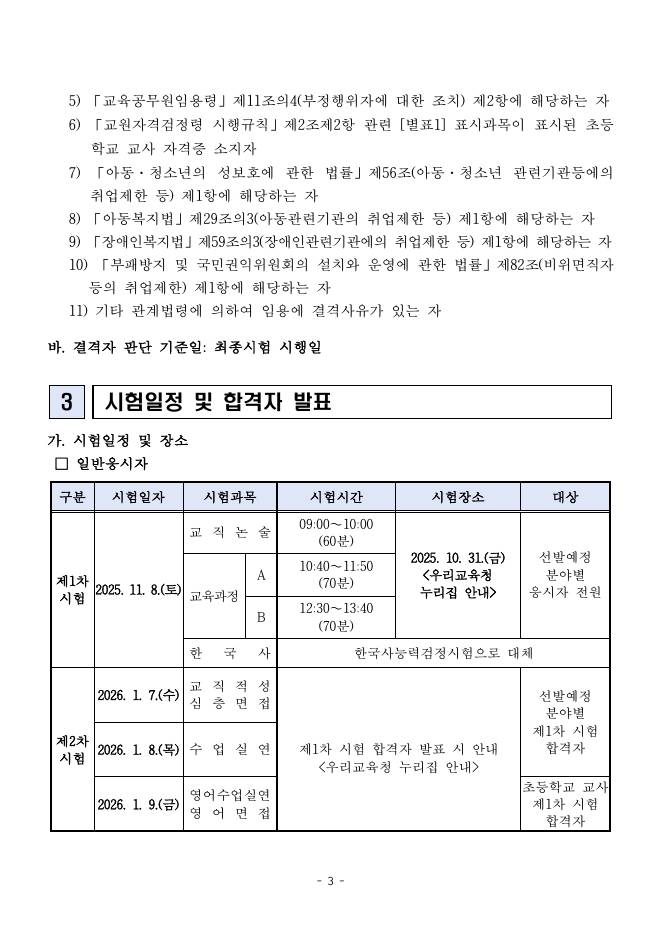 5) 「교육공무원임용령」제11조의4(부정행위자에 대한 조치) 제2항에 해당하는 자
6) 「교원자격검정령 시행규칙」제2조제2항 관련 [별표1] 표시과목이 표시된 초등
학교 교사 자격증 소지자
7) 「아동･청소년의 성보호에 관한 법률」제56조(아동･청소년 관련기관등에의
취업제한 등) 제1항에 해당하는 자
8) 「아동복지법」제29조의3(아동관련기관의 취업제한 등) 제1항에 해당하는 자
9) 「장애인복지법」제59조의3(장애인관련기관에의 취업제한 등) 제1항에 해당하는 자
10) 「부패방지 및 국민권익위원회의 설치와 운영에 관한 법률」제82조(비위면직자
등의 취업제한) 제1항에 해당하는 자
11) 기타 관계법령에 의하여 임용에 결격사유가 있는 자
바. 결격자 판단 기준일: 최종시험 시행일
3 시험일정 및 합격자 발표
가. 시험일정 및 장소
□ 일반응시자
구분 시험일자 시험과목 시험시간 시험장소 대상
제1차
시험
2025. 11. 8.(토)
교 직 논 술
09:00～10:00
(60분)
교육과정
A
10:40～11:50
(70분)
B
12:30～13:40
(70분)
2025. 10. 31.(금)
<우리교육청
누리집 안내>
선발예정
분야별
응시자 전원
한 국 사
한국사능력검정시험으로 대체
제2차
시험
2026. 1. 7.(수)
교 직 적 성
심 층 면 접
2026. 1. 8.(목)
수 업 실 연
2026. 1. 9.(금)
영어수업실연
영 어 면 접
제1차 시험 합격자 발표 시 안내
<우리교육청 누리집 안내>
선발예정
분야별
제1차 시험
합격자
초등학교 교사
제1차 시험
합격자
- 3 -